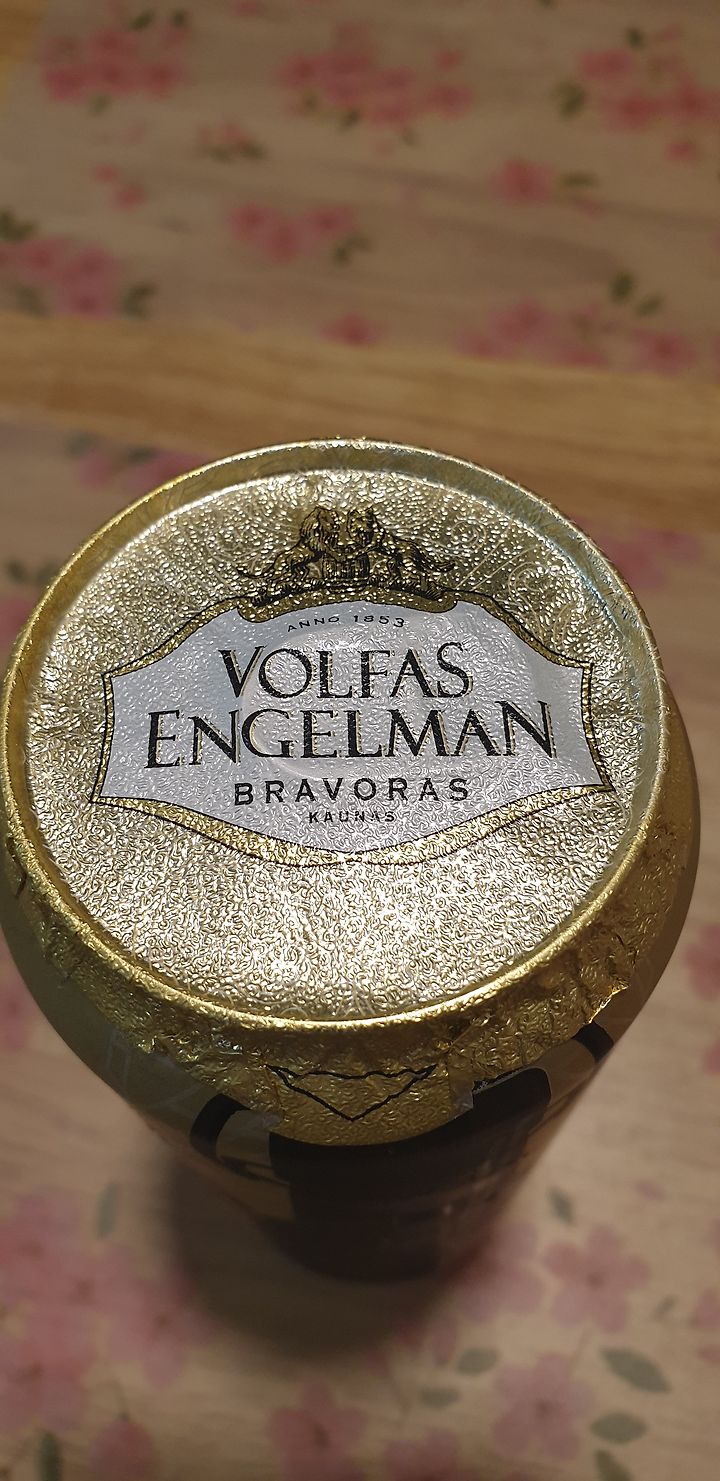 ANNO 1853
VOLFAS
ENGELMAN
BRAVORAS
KAUNAS